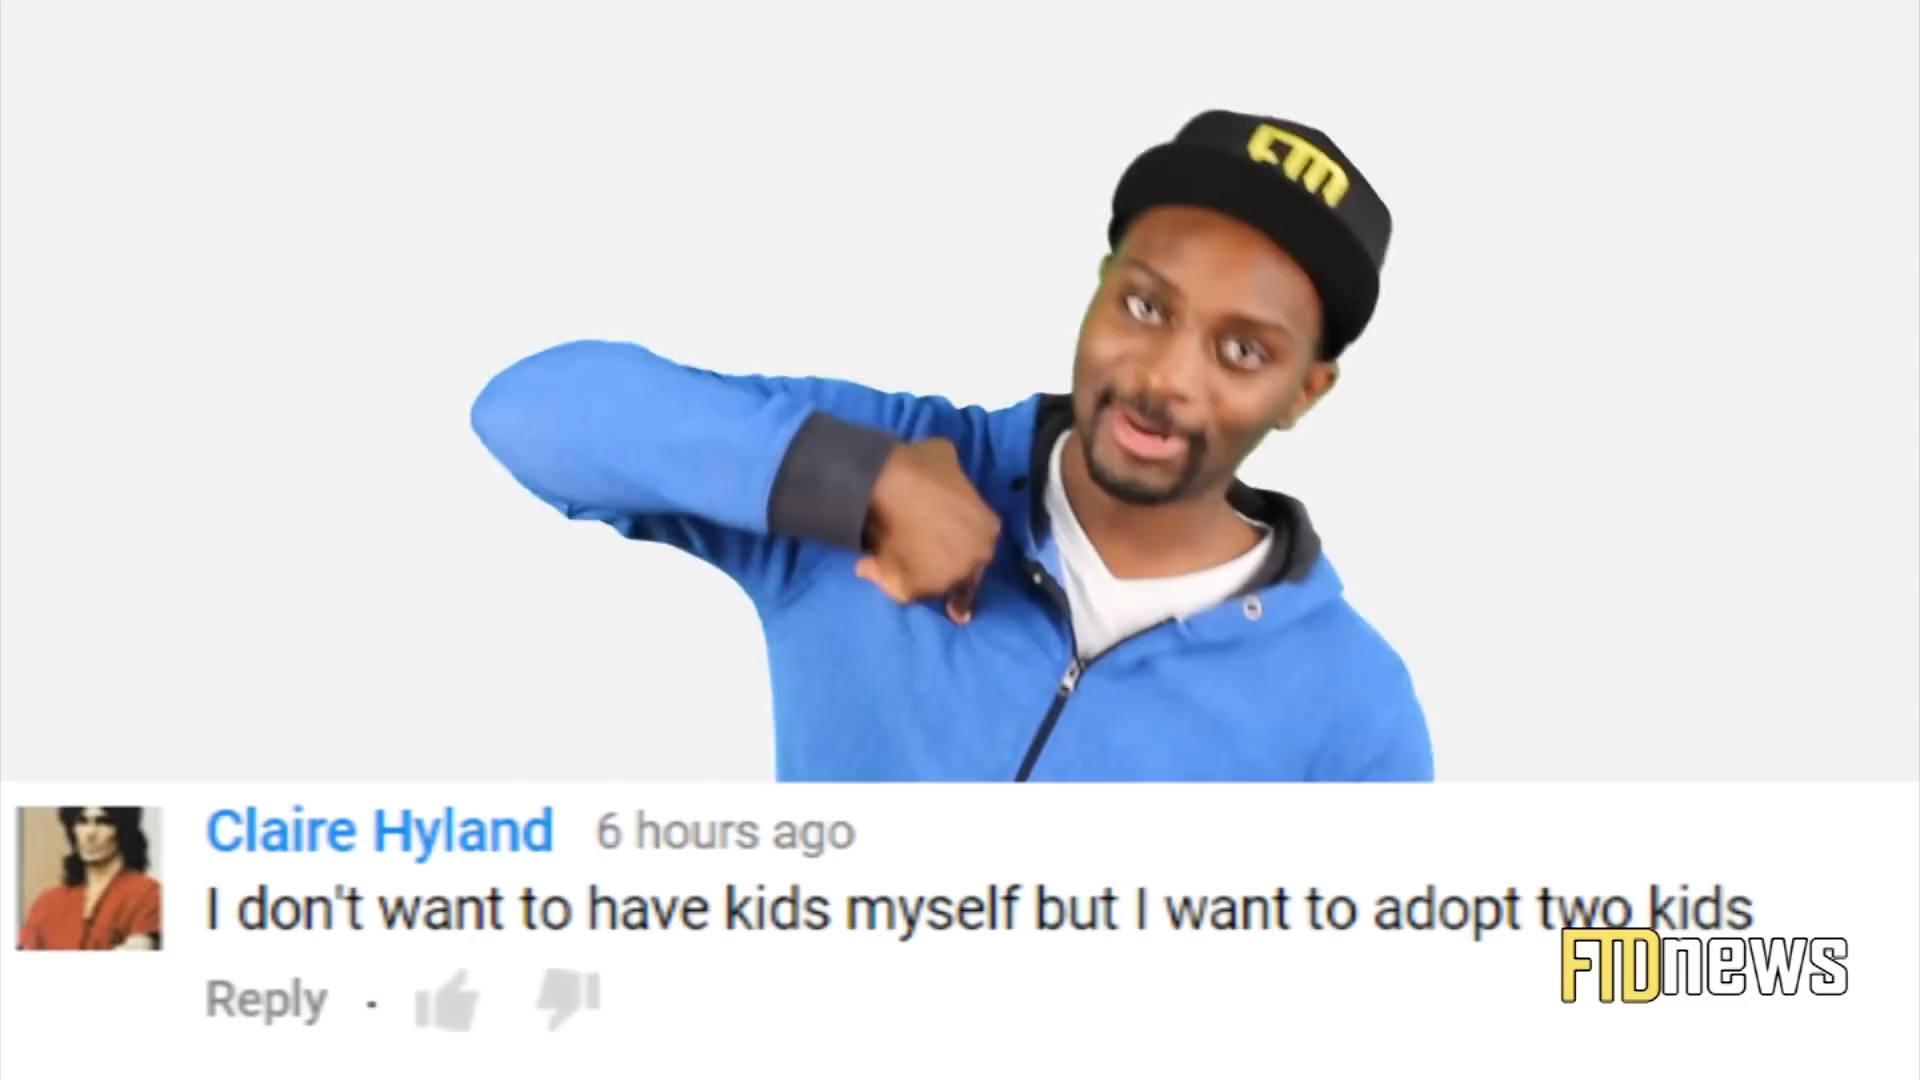 FTD
Claire Hyland 6 hours ago
I don't want to have kids myself but I want to adopt two kids
Reply ·
FTDnews